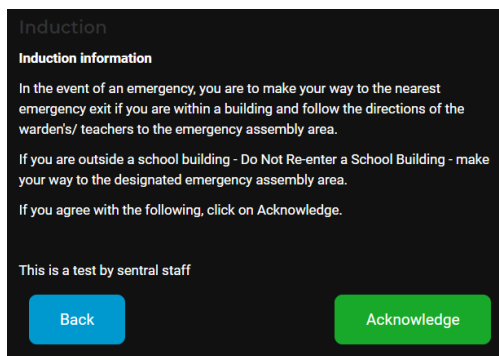 Induction
Induction information
In the event of an emergency, you are to make your way to the nearest
emergency exit if you are within a building and follow the directions of the
warden's/ teachers to the emergency assembly area.
If you are outside a school building - Do Not Re-enter a School Building - make
your way to the designated emergency assembly area.
If you agree with the following, click on Acknowledge.
This is a test by sentral staff
Back
Acknowledge